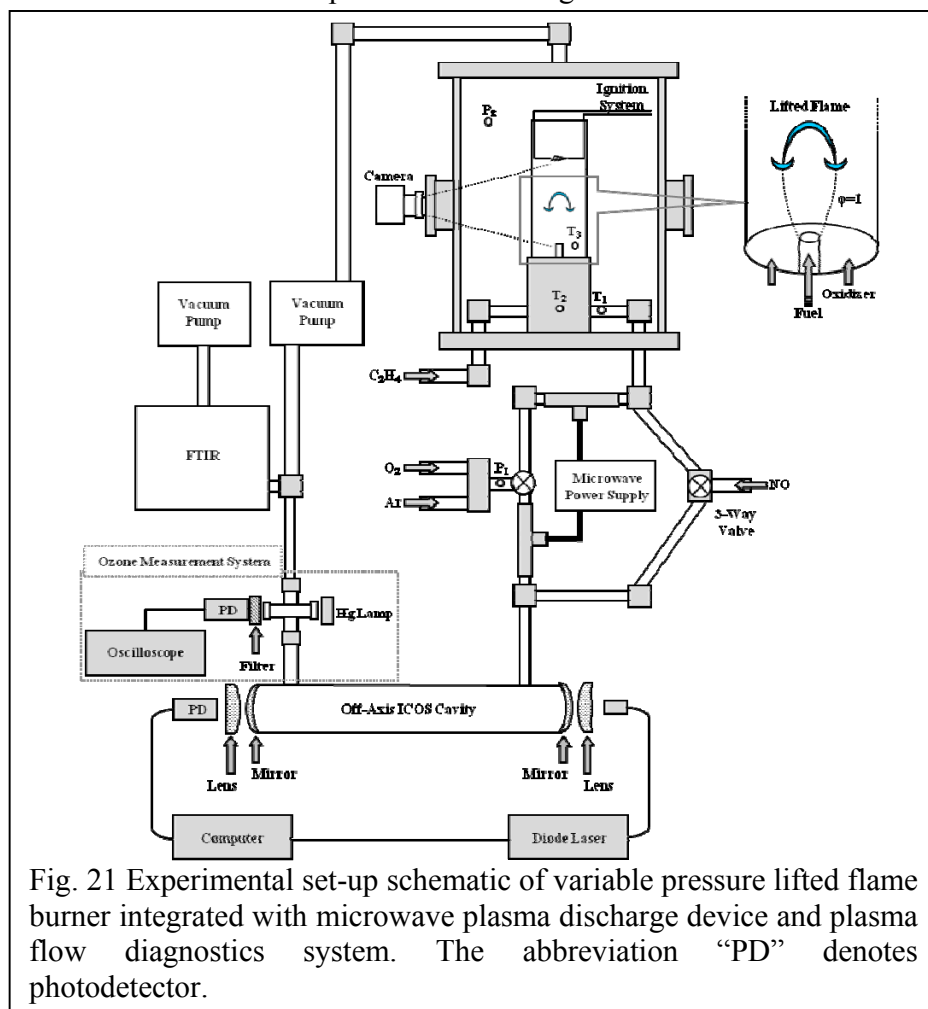 Ignition
System
P₂
Lifted Flame
Camera
φ=1
T₃
Vacuum
Pump
Vacuum
Pump
T₂
T₁
Oxidizer
Fuel
C₂H₄
FTIR
O₂
P₁
Microwave
Power Supply
NO
Ar
3-Way
Valve
Ozone Measurement System
PD
Hg Lamp
Oscilloscope
Filter
PD
Off-Axis ICOS Cavity
Mirror
Mirror
Lens
Lens
Computer
Diode Laser
Fig. 21 Experimental set-up schematic of variable pressure lifted flame
burner integrated with microwave plasma discharge device and plasma
flow diagnostics system. The abbreviation “PD” denotes
photodetector.